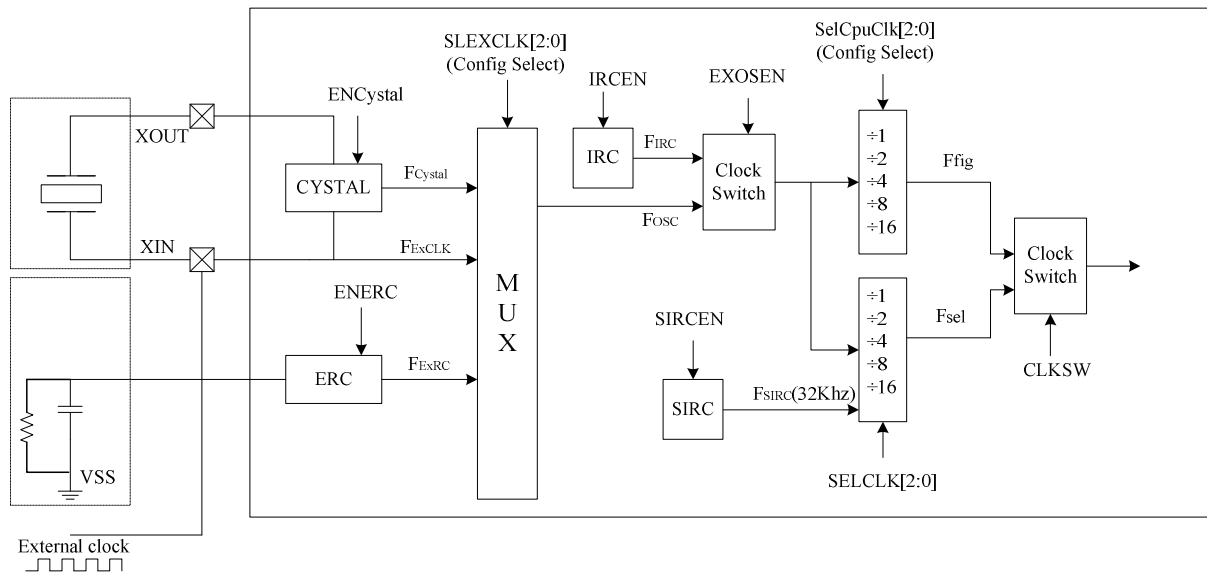 SLEXCLK[2:0]
(Config Select)
SelCpuClk[2:0]
(Config Select)
IRCEN
EXOSEN
ENCystal
XOUT
CYSTAL
FCystal
IRC
FIRC
Clock
Switch
÷1
÷2
÷4
÷8
÷16
Ffig
FOSC
XIN
FExCLK
MUX
Clock
Switch
ENERC
SIRCEN
÷1
÷2
÷4
÷8
÷16
Fsel
CLKSW
ERC
FExRC
SIRC
FSIRC(32Khz)
VSS
SELCLK[2:0]
External clock